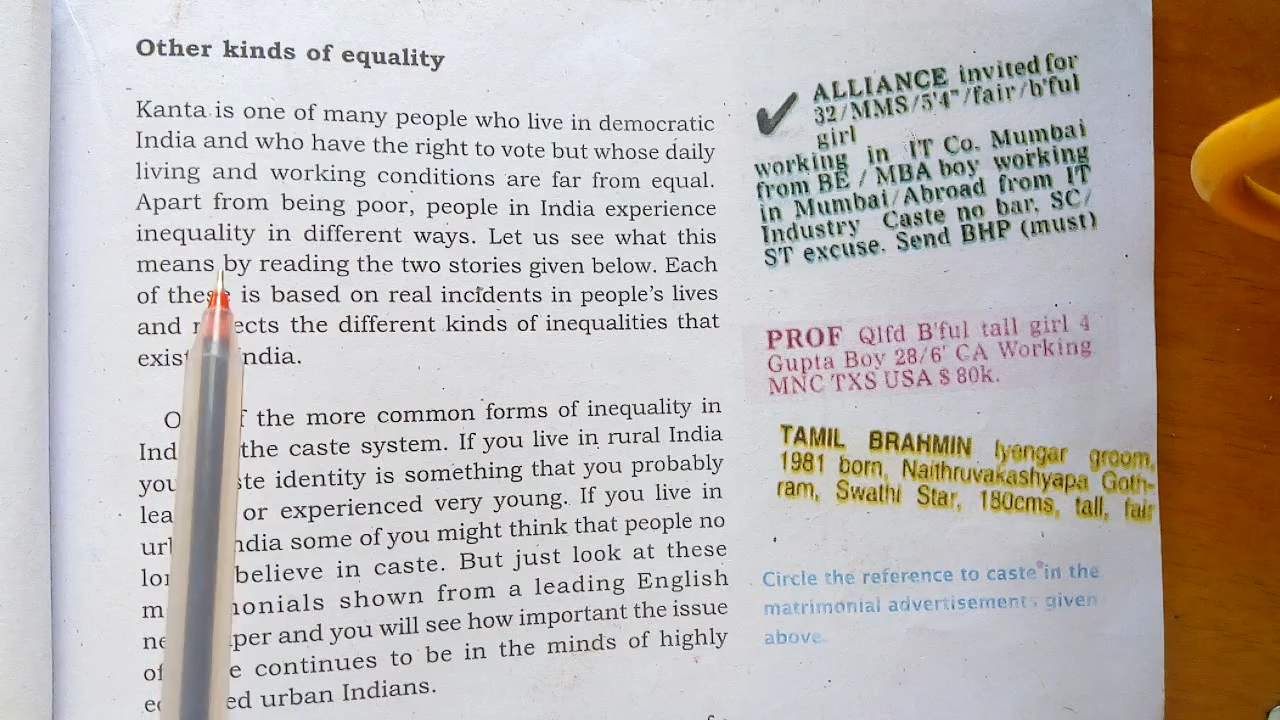 Other kinds of equality
Kanta is one of many people who live in democratic
India and who have the right to vote but whose daily
living and working conditions are far from equal.
Apart from being poor, people in India experience
inequality in different ways. Let us see what this
means by reading the two stories given below. Each
of these is based on real incidents in people's lives
and ects the different kinds of inequalities that
exist ndia.
O f the more common forms of inequality in
Ind the caste system. If you live in rural India
you ste identity is something that you probably
lea or experienced very young. If you live in
ur ndia some of you might think that people no
lo believe in caste. But just look at these
m onials shown from a leading English
ne per and you will see how important the issue
of e continues to be in the minds of highly
ed ed urban Indians.
ALLIANCE invited for
32/MMS/5'4"/fair/b'ful
girl
working in IT Co. Mumbai
from BE / MBA boy working
in Mumbai/Abroad from IT
Industry Caste no bar, SC/
ST excuse. Send BHP (must)
PROF Qlfd B'ful tall girl 4
Gupta Boy 28/6' CA Working
MNC TXS USA $ 80k.
TAMIL BRAHMIN Iyengar groom,
1981 born, Naithruvakashyapa Goth-
ram, Swathi Star, 180cms, tall, fair
Circle the reference to caste in the
matrimonial advertisements given
above.